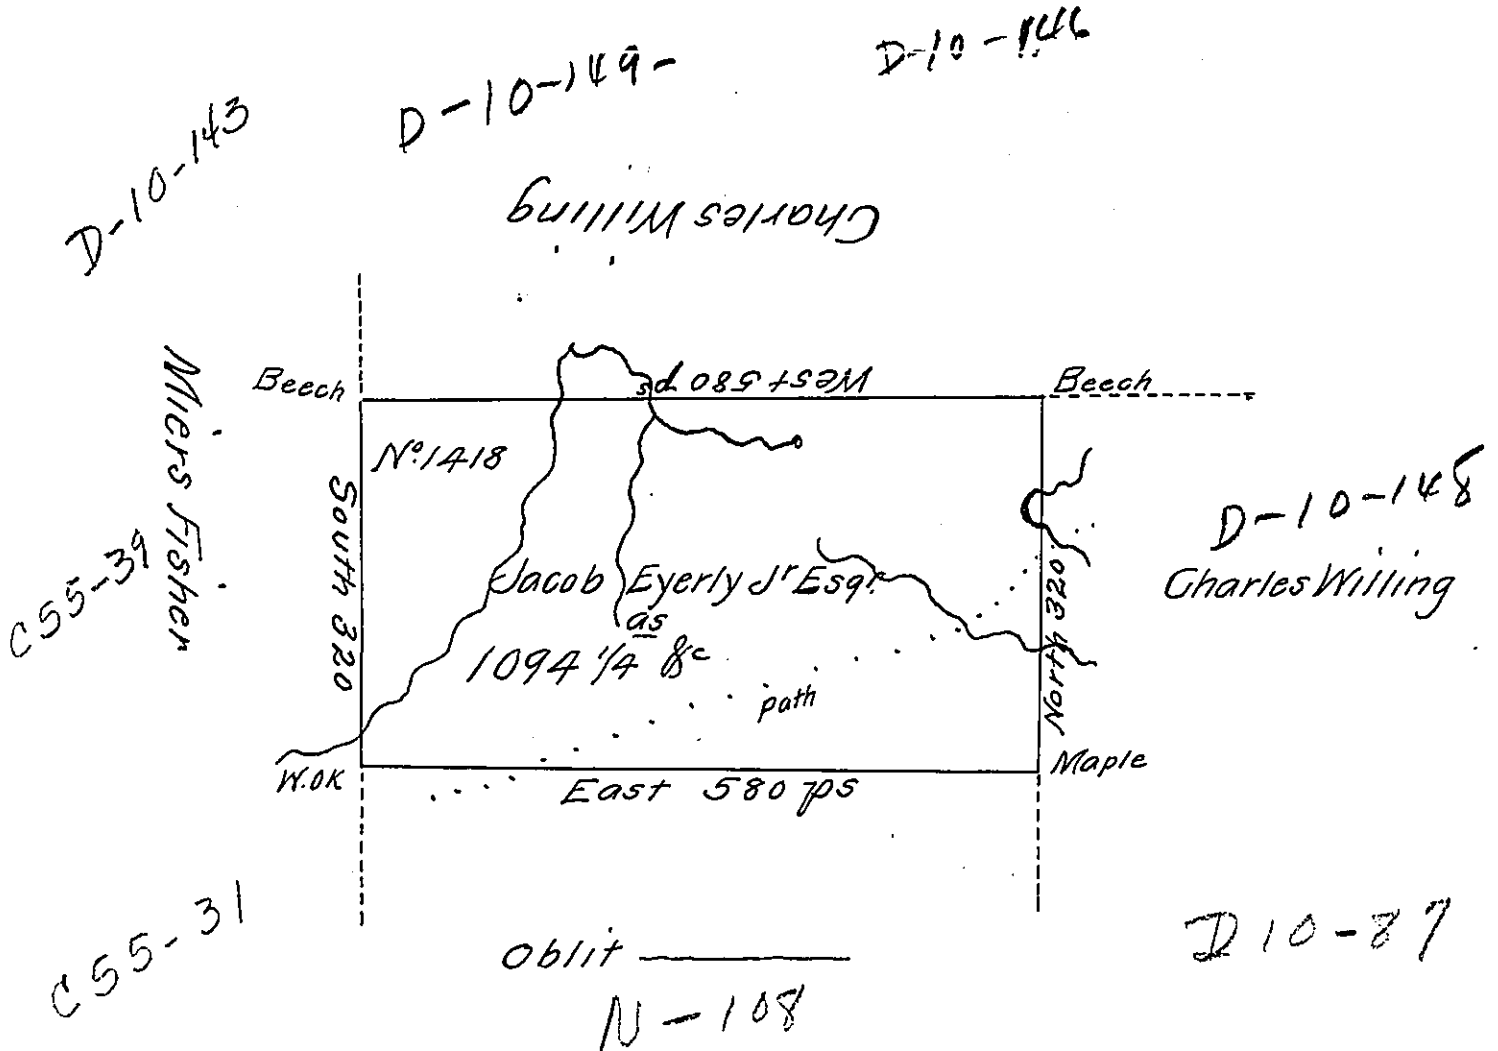 D-10-146
D-10-149-
D-10-143
Charles Willing
West 580 ps
Beech
Beech
Miers Fisher
No. 1418
South 320
D-10-148
Charles Willing
C55-39
Jacob Eyerly Jr Esqr.
as
1094 1/4 &c
North 320
path
W.OK
Maple
East 580 ps
C55-31
D10-87
Oblit
N-108